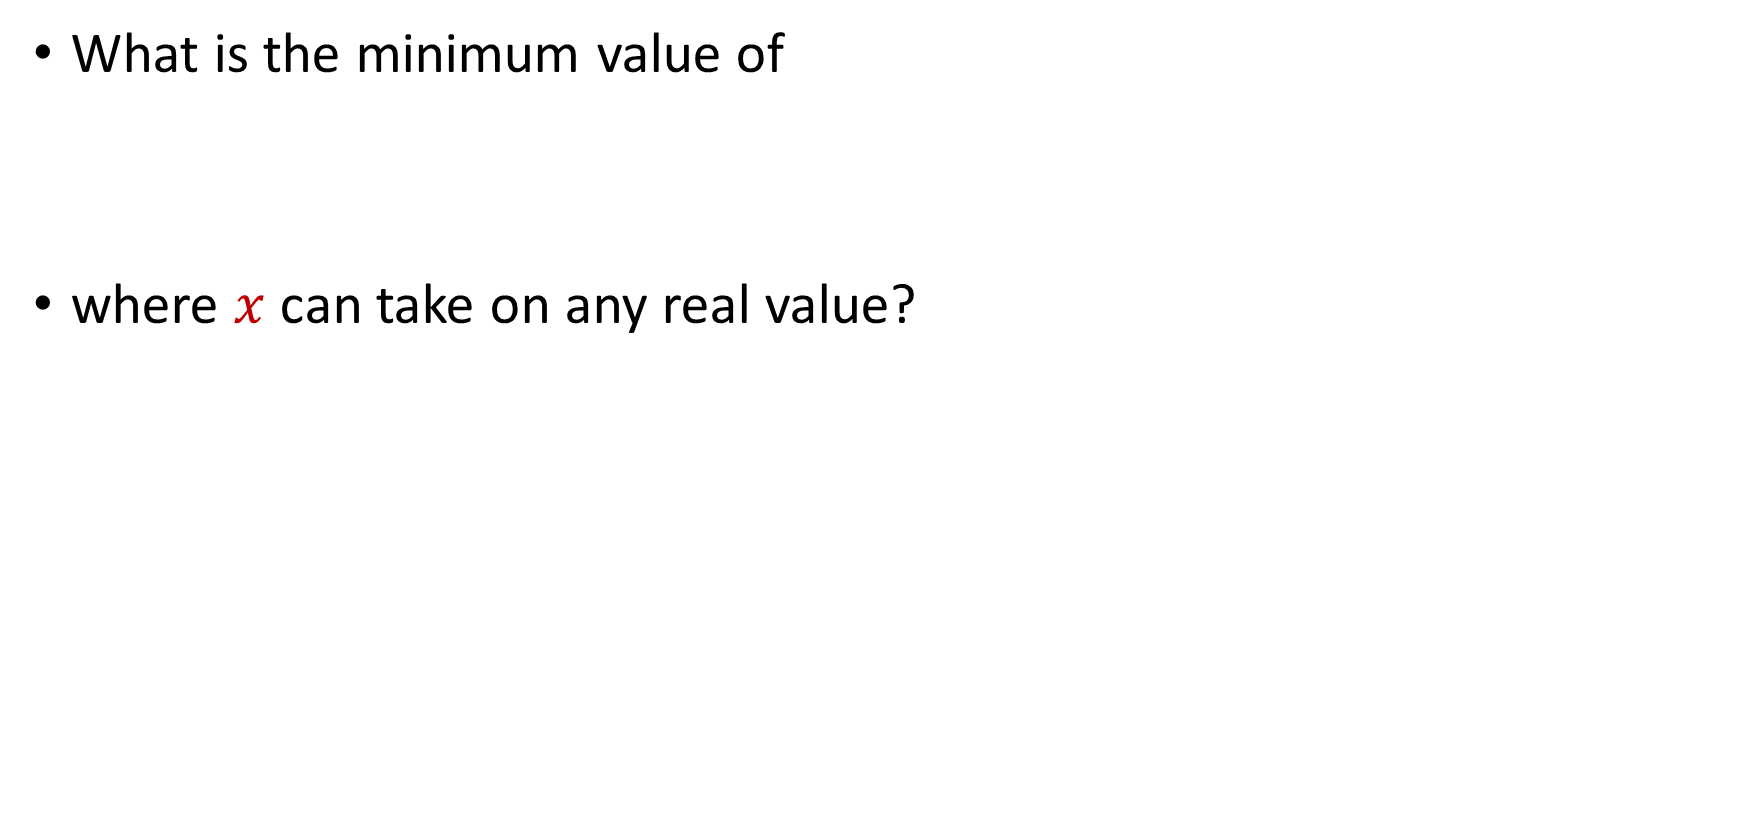 • What is the minimum value of
• where x can take on any real value?